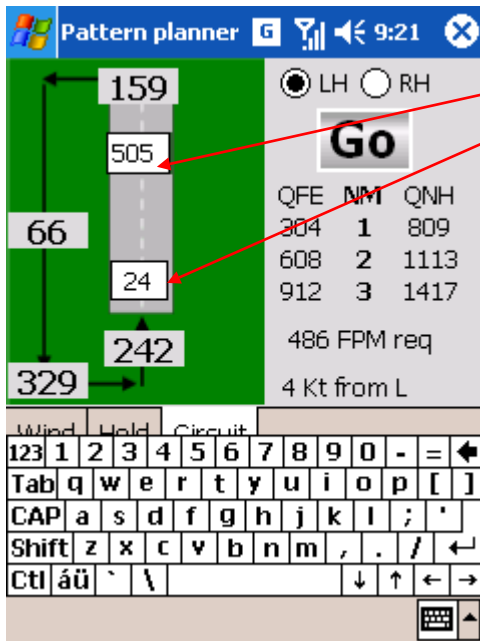 Pattern planner G 9:21
159
LH RH
505
Go
QFE NM QNH
304 1 809
66
608 2 1113
24
912 3 1417
242
486 FPM req
329
4 Kt from L
Wind Hold Circuit
123 1 2 3 4 5 6 7 8 9 0 - =
Tab q w e r t y u i o p [ ]
CAP a s d f g h j k l ; '
Shift z x c v b n m , . /
Ctl áü ` \